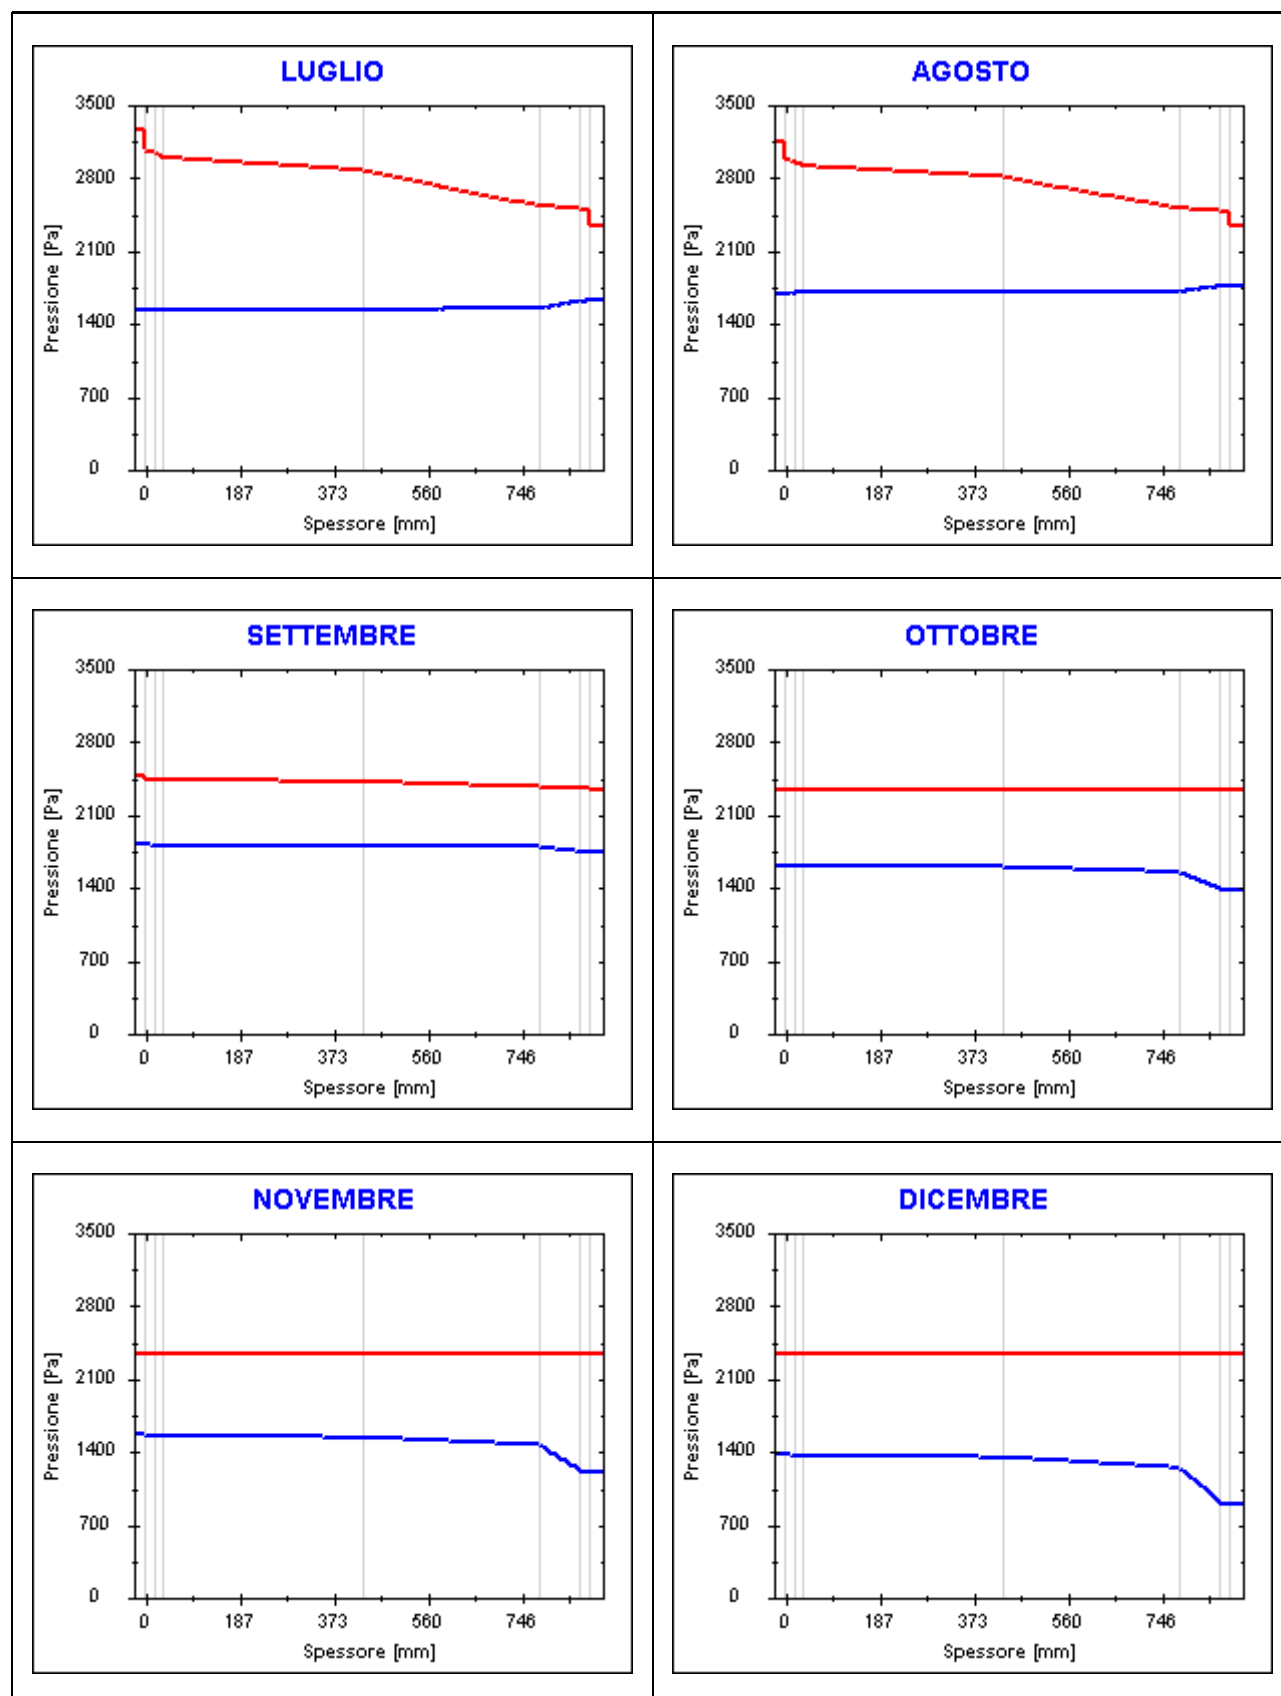 LUGLIO
3500
2800
2100
1400
700
0
Pressione [Pa]
0 187 373 560 746
Spessore [mm]
AGOSTO
3500
2800
2100
1400
700
0
Pressione [Pa]
0 187 373 560 746
Spessore [mm]
SETTEMBRE
3500
2800
2100
1400
700
0
Pressione [Pa]
0 187 373 560 746
Spessore [mm]
OTTOBRE
3500
2800
2100
1400
700
0
Pressione [Pa]
0 187 373 560 746
Spessore [mm]
NOVEMBRE
3500
2800
2100
1400
700
0
Pressione [Pa]
0 187 373 560 746
Spessore [mm]
DICEMBRE
3500
2800
2100
1400
700
0
Pressione [Pa]
0 187 373 560 746
Spessore [mm]